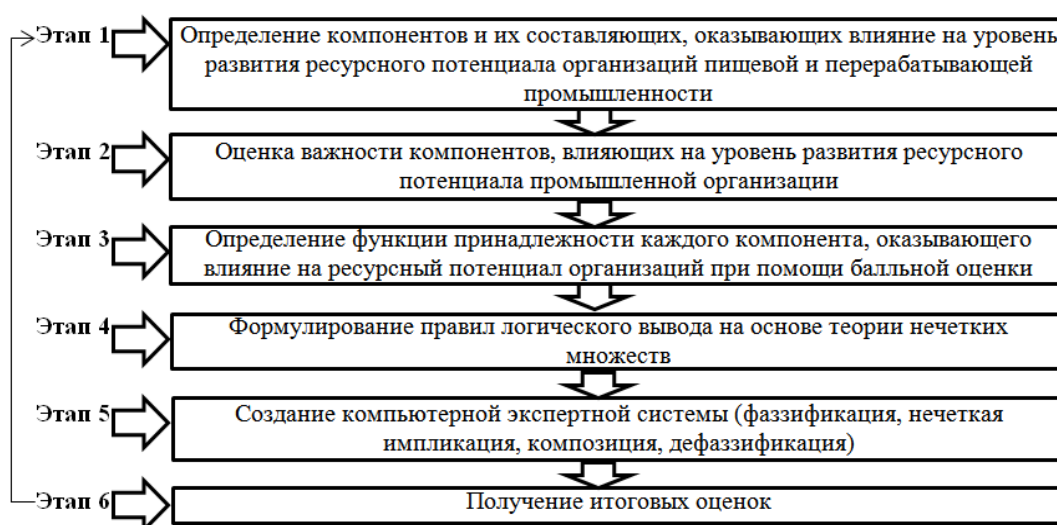 Этап 1
Определение компонентов и их составляющих, оказывающих влияние на уровень
развития ресурсного потенциала организаций пищевой и перерабатывающей
промышленности
Этап 2
Оценка важности компонентов, влияющих на уровень развития ресурсного
потенциала промышленной организации
Этап 3
Определение функции принадлежности каждого компонента, оказывающего
влияние на ресурсный потенциал организаций при помощи балльной оценки
Этап 4
Формулирование правил логического вывода на основе теории нечетких
множеств
Этап 5
Создание компьютерной экспертной системы (фаззификация, нечеткая
импликация, композиция, дефаззификация)
Этап 6
Получение итоговых оценок